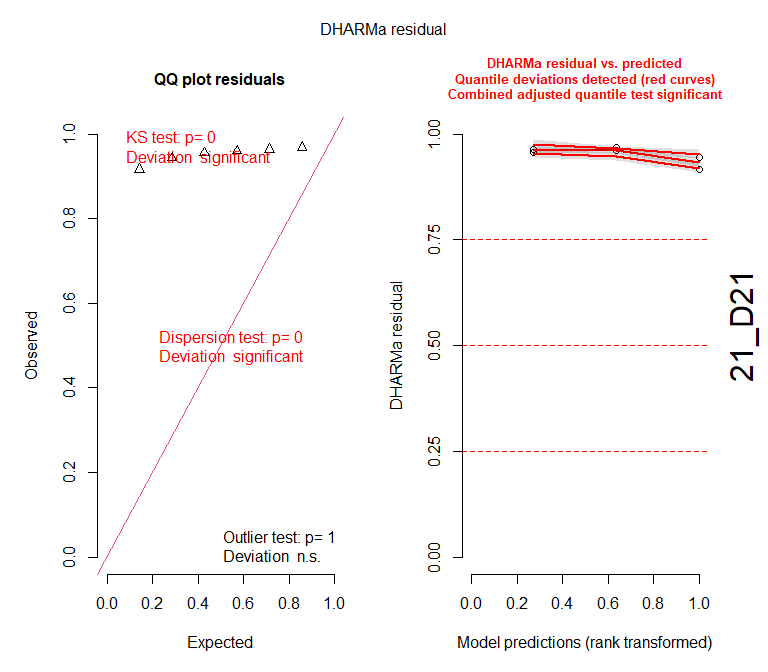 DHARMa residual
QQ plot residuals
KS test: p= 0
Deviation significant
Dispersion test: p= 0
Deviation significant
Outlier test: p= 1
Deviation n.s.
Observed
0.0 0.2 0.4 0.6 0.8 1.0
0.0 0.2 0.4 0.6 0.8 1.0
Expected
DHARMa residual vs. predicted
Quantile deviations detected (red curves)
Combined adjusted quantile test significant
DHARMa residual
0.00 0.25 0.50 0.75 1.00
0.0 0.2 0.4 0.6 0.8 1.0
Model predictions (rank transformed)
21_D21